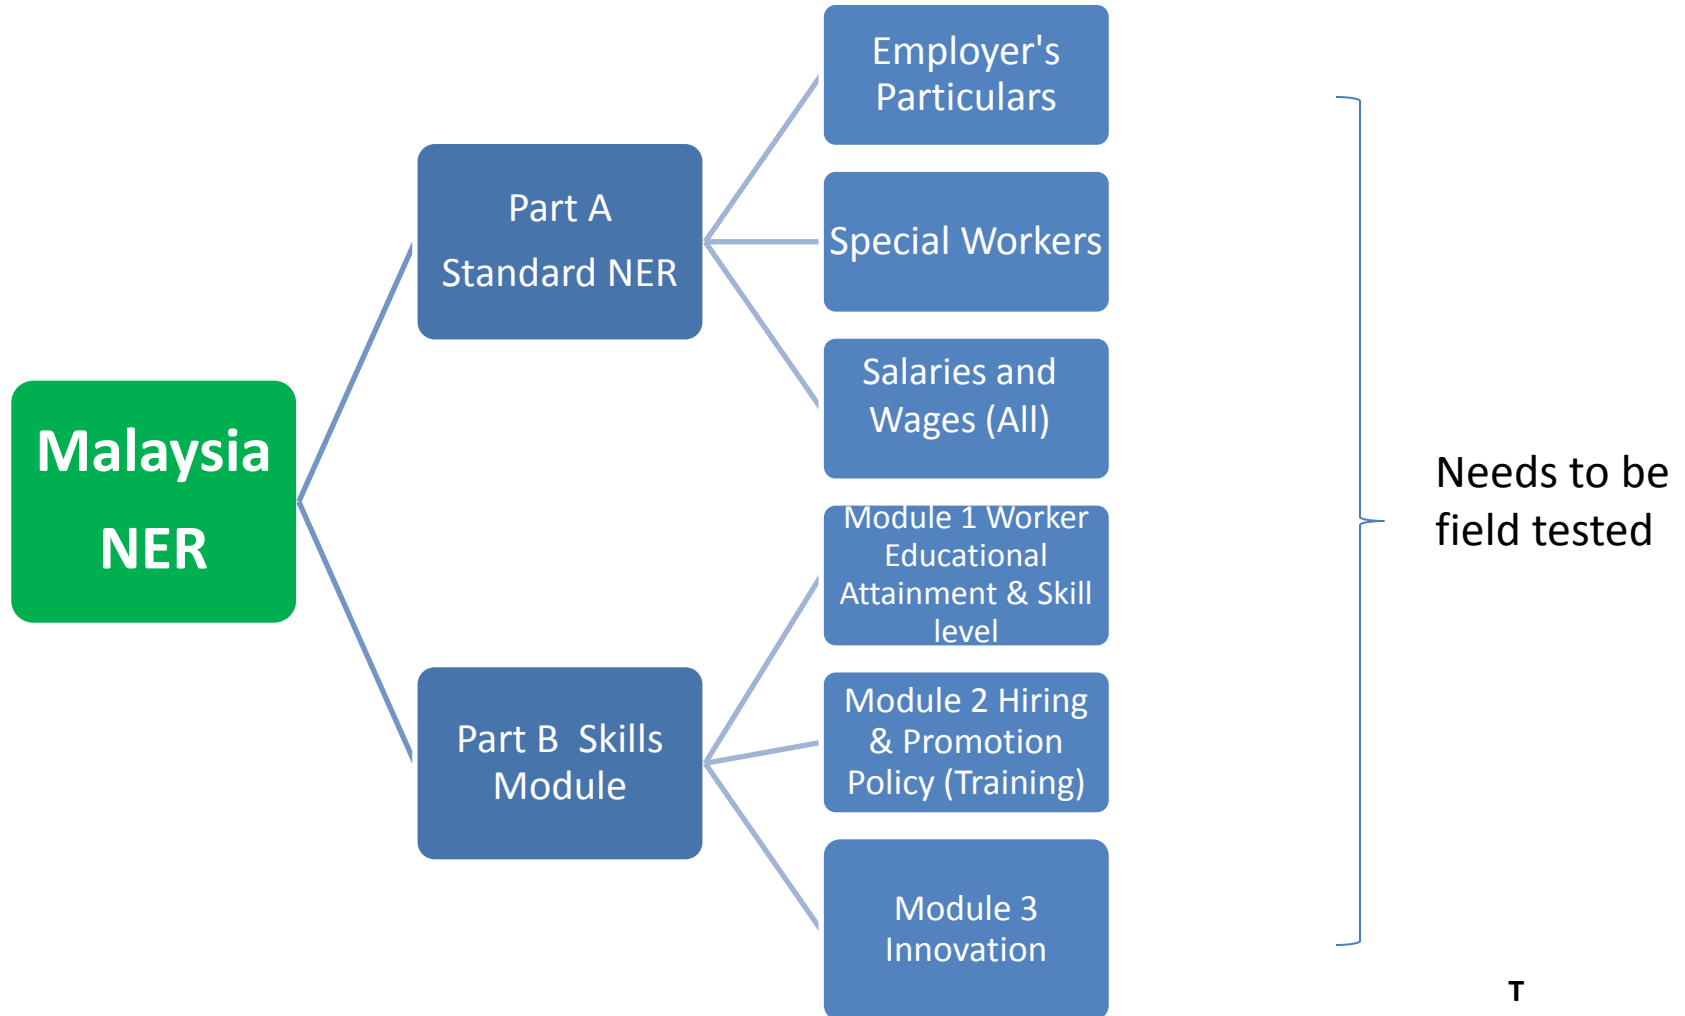 Malaysia
NER
Part A
Standard NER
Employer's
Particulars
Special Workers
Salaries and
Wages (All)
Part B  Skills
Module
Module 1 Worker
Educational
Attainment & Skill
level
Module 2 Hiring
& Promotion
Policy (Training)
Module 3
Innovation
Needs to be
field tested
T